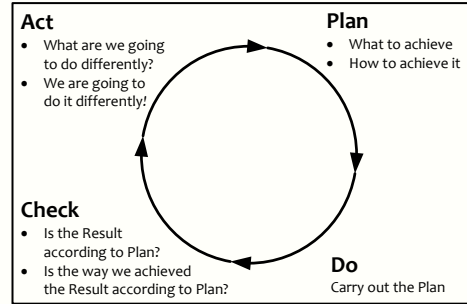 Act
• What are we going
to do differently?
• We are going to
do it differently!
Plan
• What to achieve
• How to achieve it
Check
• Is the Result
according to Plan?
• Is the way we achieved
the Result according to Plan?
Do
Carry out the Plan